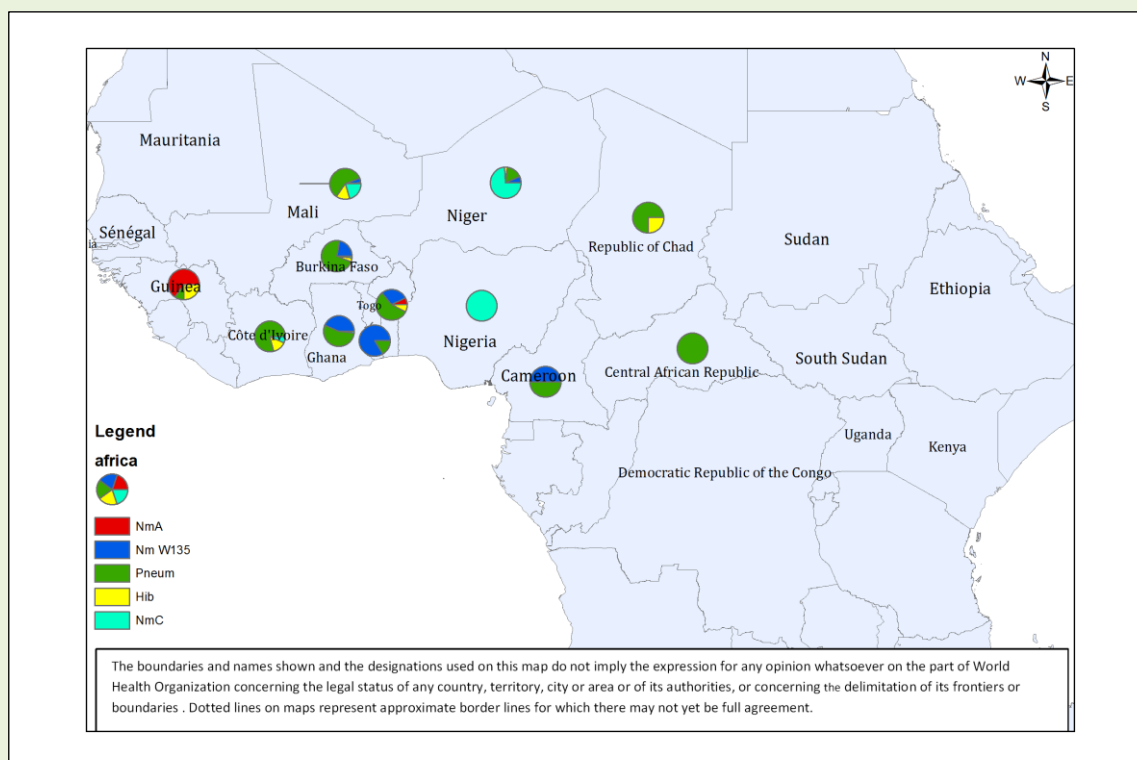 N
W E
S
Mauritania
Mali
Niger
Sénégal
ia
Republic of Chad
Sudan
Burkina Faso
Guinea
Ethiopia
Togo
Côte d'Ivoire
Ghana
Nigeria
Cameroon
Central African Republic
South Sudan
Uganda
Kenya
Democratic Republic of the Congo
Legend
africa
NmA
Nm W135
Pneum
Hib
NmC
The boundaries and names shown and the designations used on this map do not imply the expression for any opinion whatsoever on the part of World
Health Organization concerning the legal status of any country, territory, city or area or of its authorities, or concerning the delimitation of its frontiers or
boundaries . Dotted lines on maps represent approximate border lines for which there may not yet be full agreement.